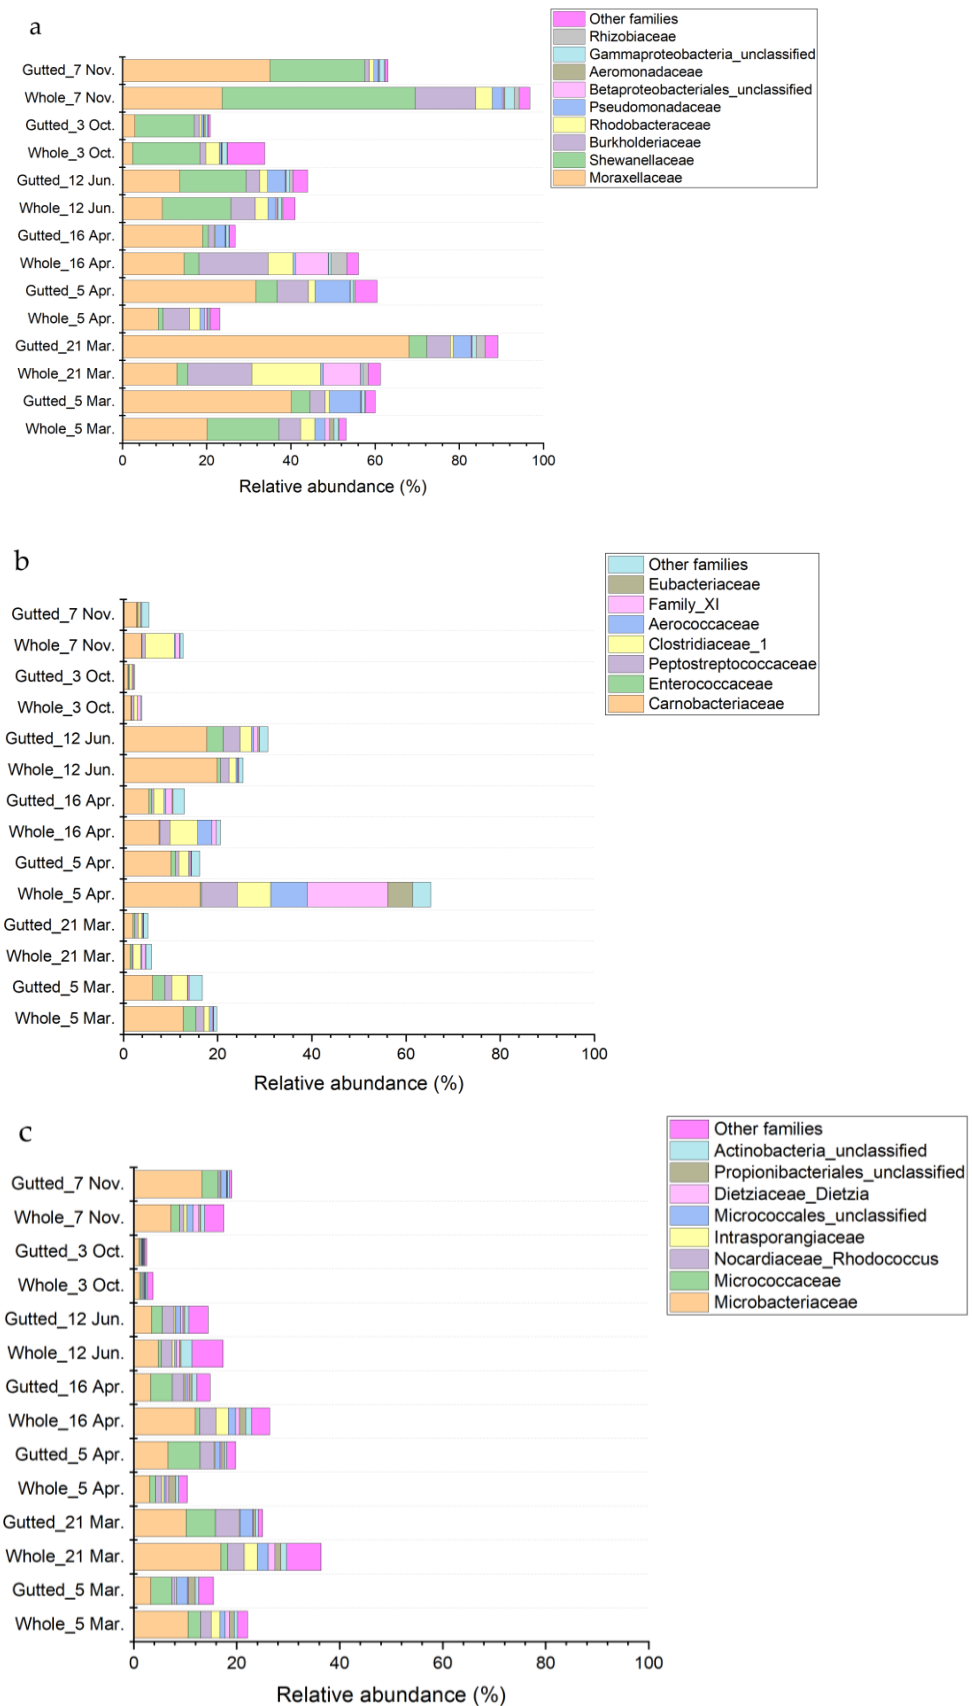 a
Other families
Rhizobiaceae
Gammaproteobacteria_unclassified
Aeromonadaceae
Betaproteobacteriales_unclassified
Pseudomonadaceae
Rhodobacteraceae
Burkholderiaceae
Shewanellaceae
Moraxellaceae
Gutted_7 Nov.
Whole_7 Nov.
Gutted_3 Oct.
Whole_3 Oct.
Gutted_12 Jun.
Whole_12 Jun.
Gutted_16 Apr.
Whole_16 Apr.
Gutted_5 Apr.
Whole_5 Apr.
Gutted_21 Mar.
Whole_21 Mar.
Gutted_5 Mar.
Whole_5 Mar.
0 20 40 60 80 100
Relative abundance (%)
b
Other families
Eubacteriaceae
Family_XI
Aerococcaceae
Clostridiaceae_1
Peptostreptococcaceae
Enterococcaceae
Carnobacteriaceae
Gutted_7 Nov.
Whole_7 Nov.
Gutted_3 Oct.
Whole_3 Oct.
Gutted_12 Jun.
Whole_12 Jun.
Gutted_16 Apr.
Whole_16 Apr.
Gutted_5 Apr.
Whole_5 Apr.
Gutted_21 Mar.
Whole_21 Mar.
Gutted_5 Mar.
Whole_5 Mar.
0 20 40 60 80 100
Relative abundance (%)
c
Other families
Actinobacteria_unclassified
Propionibacteriales_unclassified
Dietziaceae_Dietzia
Micrococcales_unclassified
Intrasporangiaceae
Nocardiaceae_Rhodococcus
Micrococcaceae
Microbacteriaceae
Gutted_7 Nov.
Whole_7 Nov.
Gutted_3 Oct.
Whole_3 Oct.
Gutted_12 Jun.
Whole_12 Jun.
Gutted_16 Apr.
Whole_16 Apr.
Gutted_5 Apr.
Whole_5 Apr.
Gutted_21 Mar.
Whole_21 Mar.
Gutted_5 Mar.
Whole_5 Mar.
0 20 40 60 80 100
Relative abundance (%)